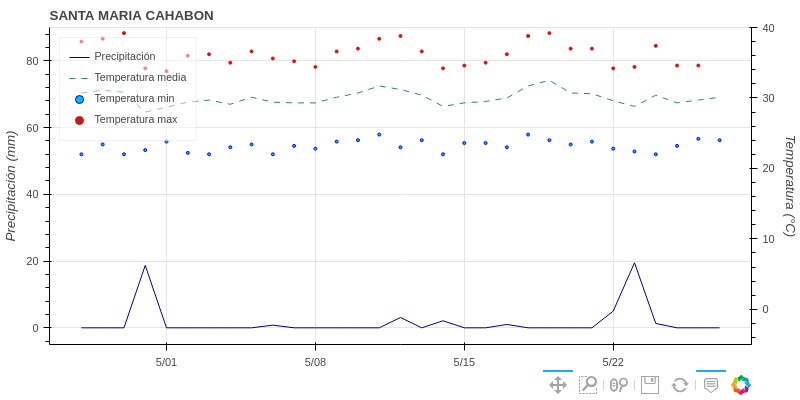 SANTA MARIA CAHABON
Precipitación
Temperatura media
Temperatura min
Temperatura max
Precipitación (mm)
80
60
40
20
0
40
30
20
10
0
Temperatura (°C)
5/01
5/08
5/15
5/22